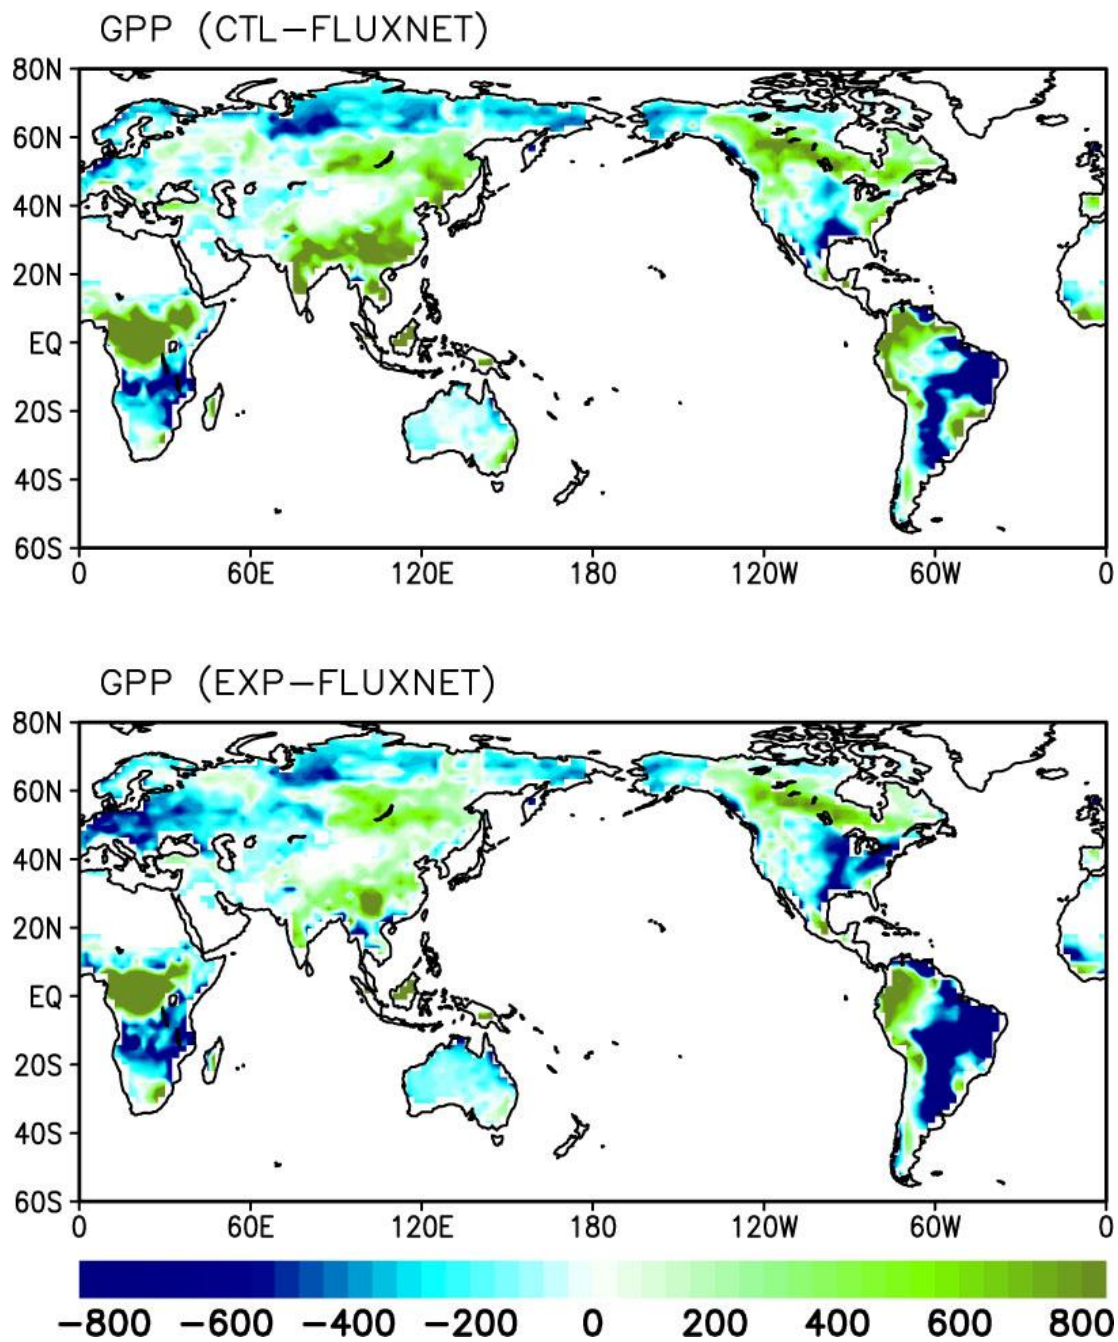 GPP (CTL−FLUXNET)
80N
60N
40N
20N
EQ
20S
40S
60S
0 60E 120E 180 120W 60W 0
GPP (EXP−FLUXNET)
80N
60N
40N
20N
EQ
20S
40S
60S
0 60E 120E 180 120W 60W 0
−800 −600 −400 −200 0 200 400 600 800